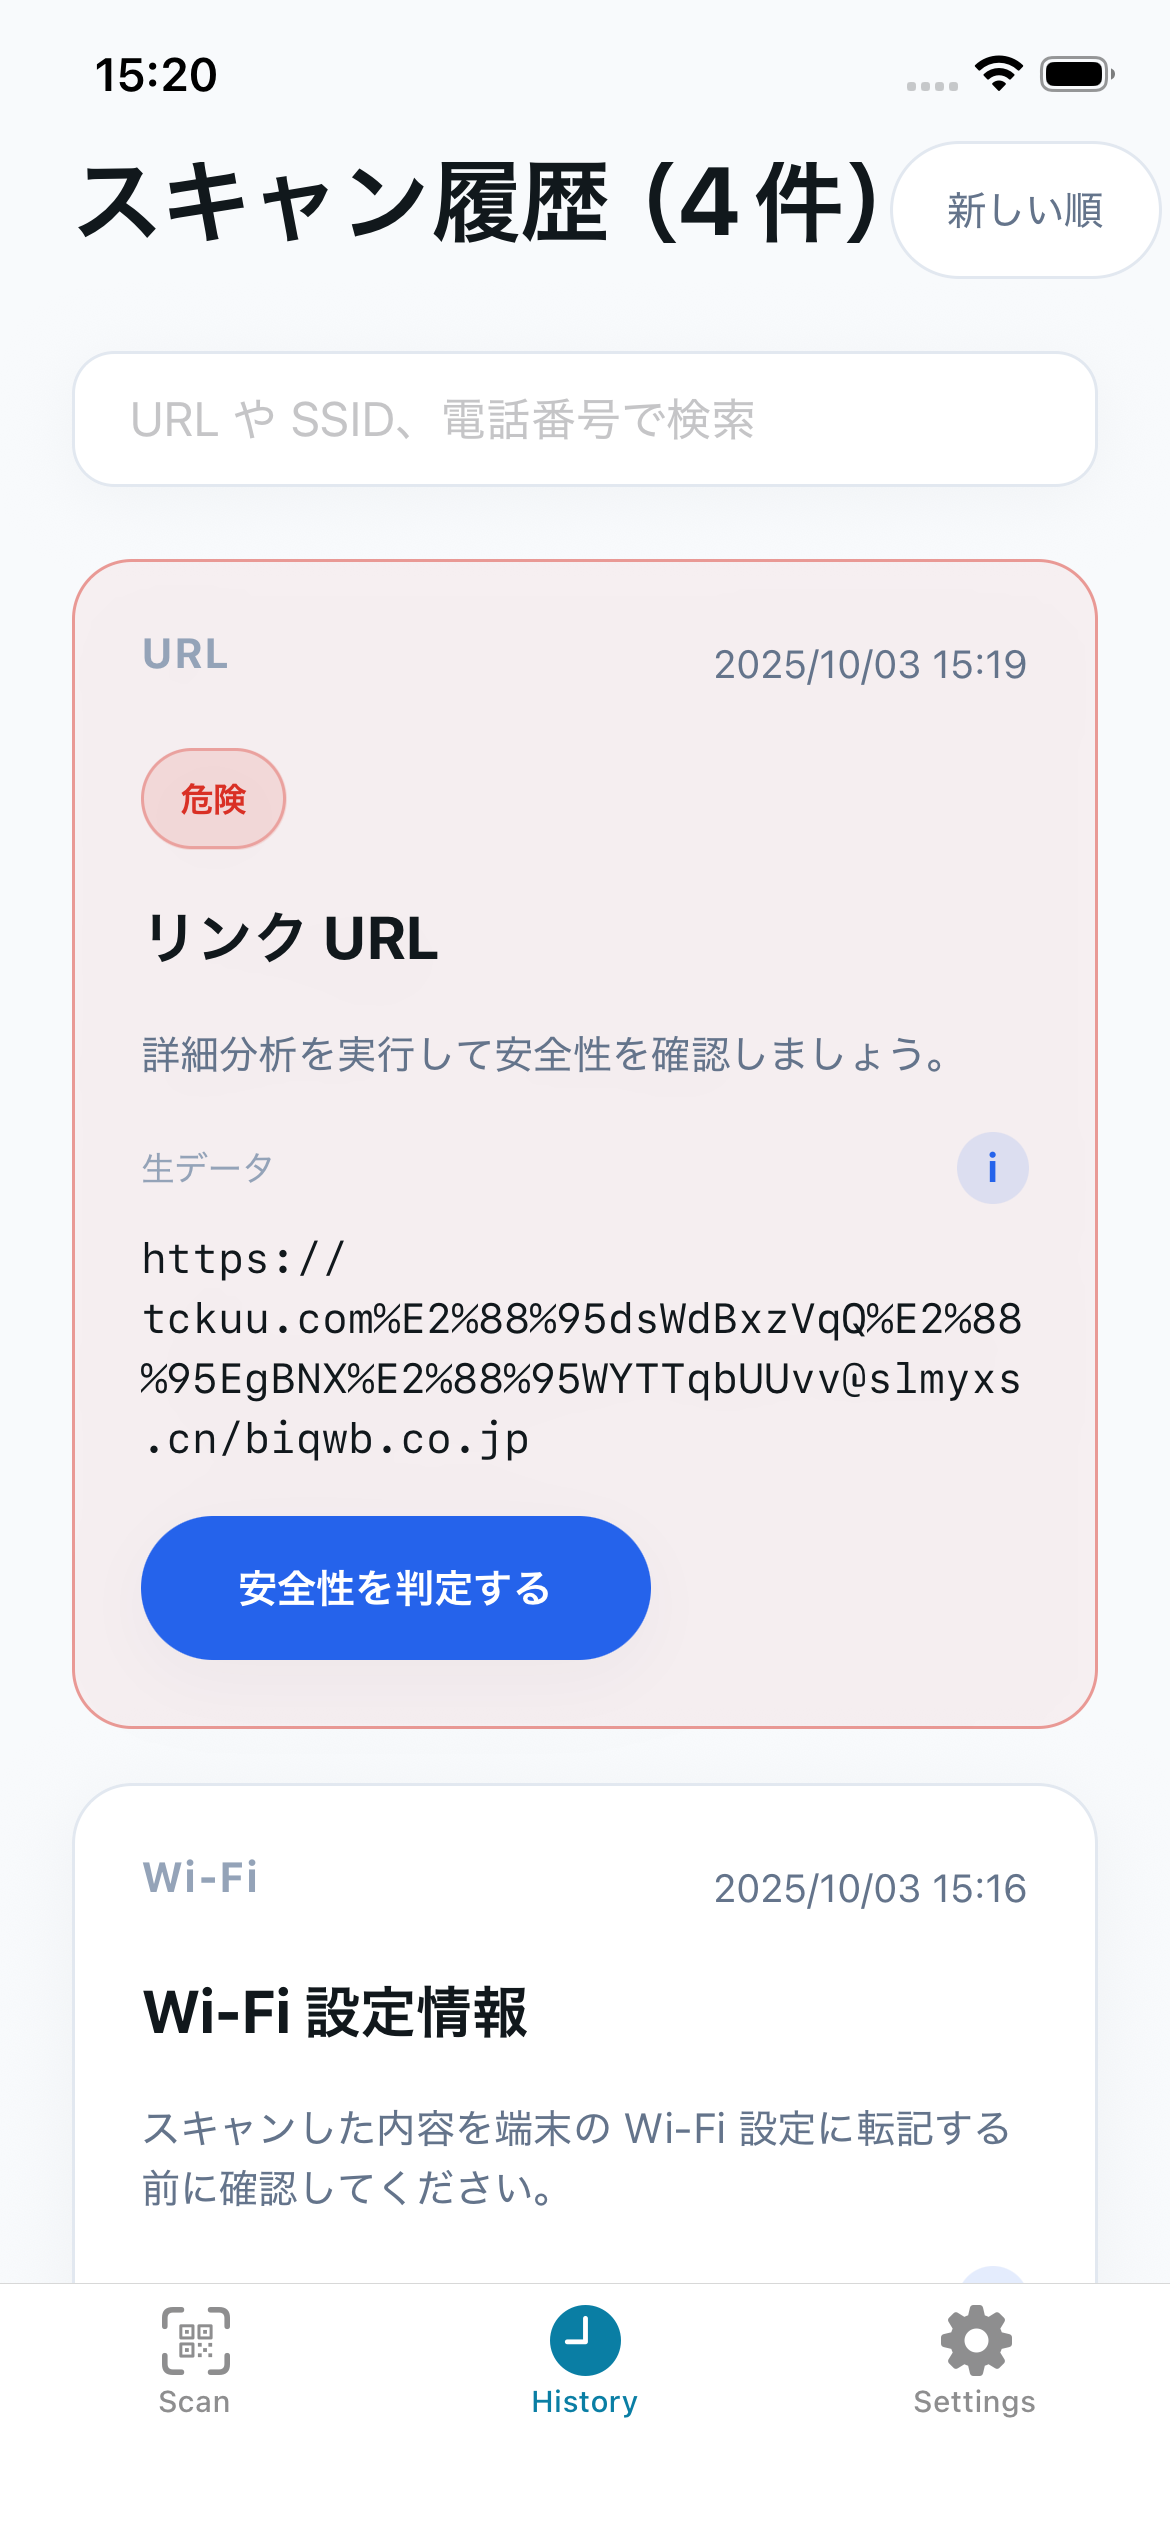 15:20
スキャン履歴 (4 件)
新しい順
URL や SSID、電話番号で検索
URL
2025/10/03 15:19
危険
リンク URL
詳細分析を実行して安全性を確認しましょう。
生データ
i
https://
tckuu.com%E2%88%95dsWdBxzVqQ%E2%88
%95EgBNX%E2%88%95WYTTqbUUvv@slmyxs
.cn/biqwb.co.jp
安全性を判定する
Wi-Fi
2025/10/03 15:16
Wi-Fi 設定情報
スキャンした内容を端末の Wi-Fi 設定に転記する
前に確認してください。
Scan
History
Settings